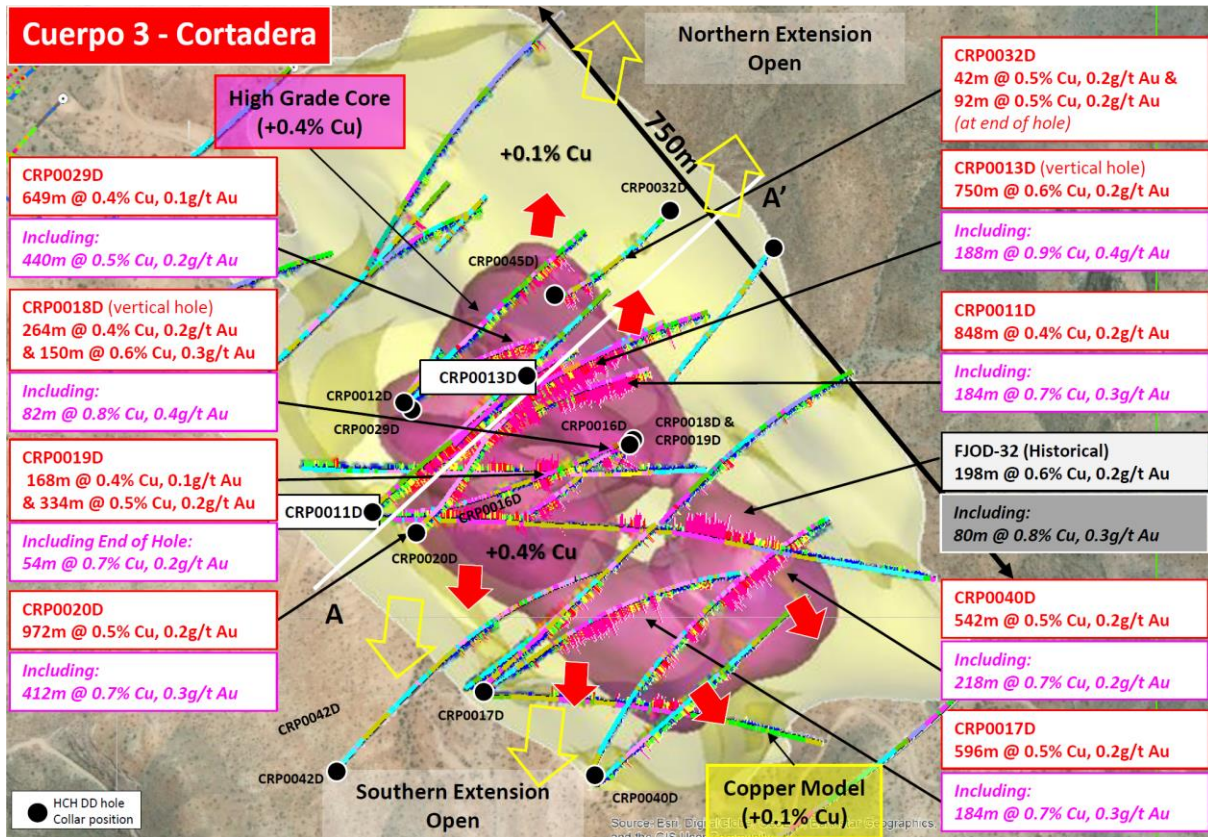 Cuerpo 3 - Cortadera
Northern Extension
Open
High Grade Core
(+0.4% Cu)
+0.1% Cu
750m
A'
CRP0029D
649m @ 0.4% Cu, 0.1g/t Au
Including:
440m @ 0.5% Cu, 0.2g/t Au
CRP0018D (vertical hole)
264m @ 0.4% Cu, 0.2g/t Au
& 150m @ 0.6% Cu, 0.3g/t Au
Including:
82m @ 0.8% Cu, 0.4g/t Au
CRP0019D
168m @ 0.4% Cu, 0.1g/t Au
& 334m @ 0.5% Cu, 0.2g/t Au
Including End of Hole:
54m @ 0.7% Cu, 0.2g/t Au
CRP0020D
972m @ 0.5% Cu, 0.2g/t Au
Including:
412m @ 0.7% Cu, 0.3g/t Au
CRP0032D
CRP0045D)
CRP0013D
CRP0012D
CRP0029D
CRP0016D
CRP0018D &
CRP0019D
CRP0016D
CRP0011D
CRP0020D
+0.4% Cu
A
CRP0017D
CRP0042D
CRP0042D
CRP0040D
CRP0032D
42m @ 0.5% Cu, 0.2g/t Au &
92m @ 0.5% Cu, 0.2g/t Au
(at end of hole)
CRP0013D (vertical hole)
750m @ 0.6% Cu, 0.2g/t Au
Including:
188m @ 0.9% Cu, 0.4g/t Au
CRP0011D
848m @ 0.4% Cu, 0.2g/t Au
Including:
184m @ 0.7% Cu, 0.3g/t Au
FJOD-32 (Historical)
198m @ 0.6% Cu, 0.2g/t Au
Including:
80m @ 0.8% Cu, 0.3g/t Au
CRP0040D
542m @ 0.5% Cu, 0.2g/t Au
Including:
218m @ 0.7% Cu, 0.2g/t Au
CRP0017D
596m @ 0.5% Cu, 0.2g/t Au
Including:
184m @ 0.7% Cu, 0.3g/t Au
HCH DD hole
Collar position
Southern Extension
Open
Copper Model
(+0.1% Cu)
Source: Esri, Geographics
and the GIS User